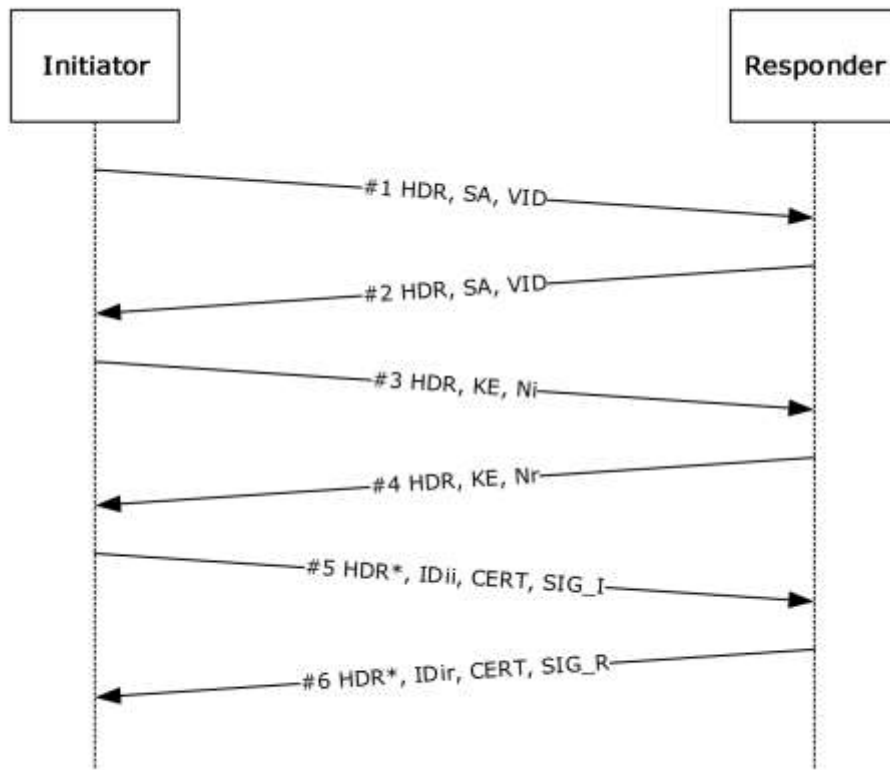 Initiator
Responder
#1 HDR, SA, VID
#2 HDR, SA, VID
#3 HDR, KE, Ni
#4 HDR, KE, Nr
#5 HDR*, IDii, CERT, SIG_I
#6 HDR*, IDir, CERT, SIG_R